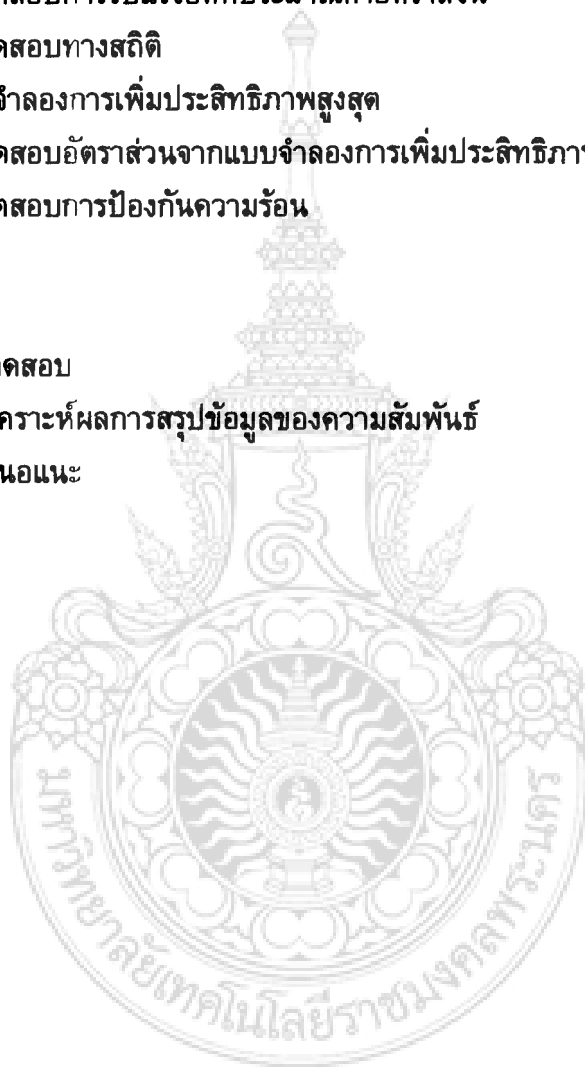 ดสอบทางสถิติ
จำลองการเพิ่มประสิทธิภาพสูงสุด
ดสอบอัตราส่วนจากแบบจำลองการเพิ่มประสิทธิภา
ดสอบการป้องกันความร้อน
ดสอบ
คราะห์ผลการสรุปข้อมูลของความสัมพันธ์
นอแนะ
มหาวิทยาลัยเทคโนโลยีราชมงคลพระนคร